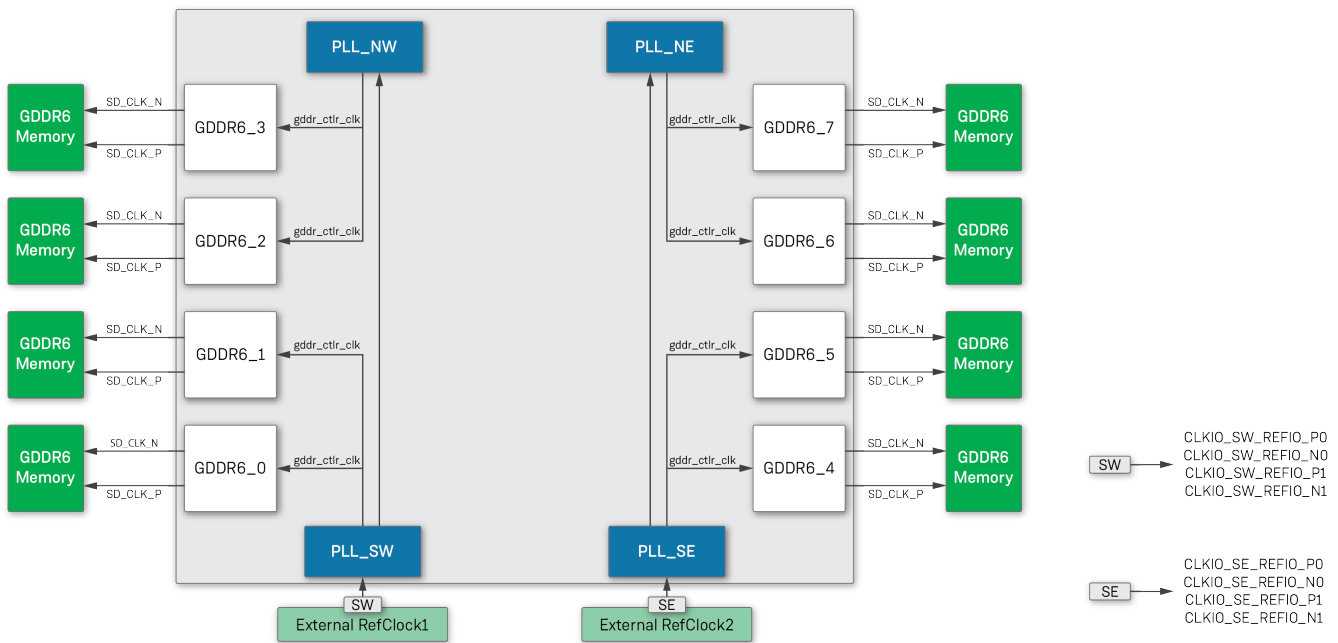 PLL_NW
PLL_NE
GDDR6
Memory
SD_CLK_N
SD_CLK_P
GDDR6_3
gddr_ctlr_clk
gddr_ctlr_clk
GDDR6_7
SD_CLK_N
SD_CLK_P
GDDR6
Memory
GDDR6
Memory
SD_CLK_N
SD_CLK_P
GDDR6_2
gddr_ctlr_clk
gddr_ctlr_clk
GDDR6_6
SD_CLK_N
SD_CLK_P
GDDR6
Memory
GDDR6
Memory
SD_CLK_N
SD_CLK_P
GDDR6_1
gddr_ctlr_clk
gddr_ctlr_clk
GDDR6_5
SD_CLK_N
SD_CLK_P
GDDR6
Memory
GDDR6
Memory
SD_CLK_N
SD_CLK_P
GDDR6_0
gddr_ctlr_clk
gddr_ctlr_clk
GDDR6_4
SD_CLK_N
SD_CLK_P
GDDR6
Memory
PLL_SW
PLL_SE
SW
External RefClock1
SE
External RefClock2
SW
CLKIO_SW_REFIO_P0
CLKIO_SW_REFIO_N0
CLKIO_SW_REFIO_P1
CLKIO_SW_REFIO_N1
SE
CLKIO_SE_REFIO_P0
CLKIO_SE_REFIO_N0
CLKIO_SE_REFIO_P1
CLKIO_SE_REFIO_N1